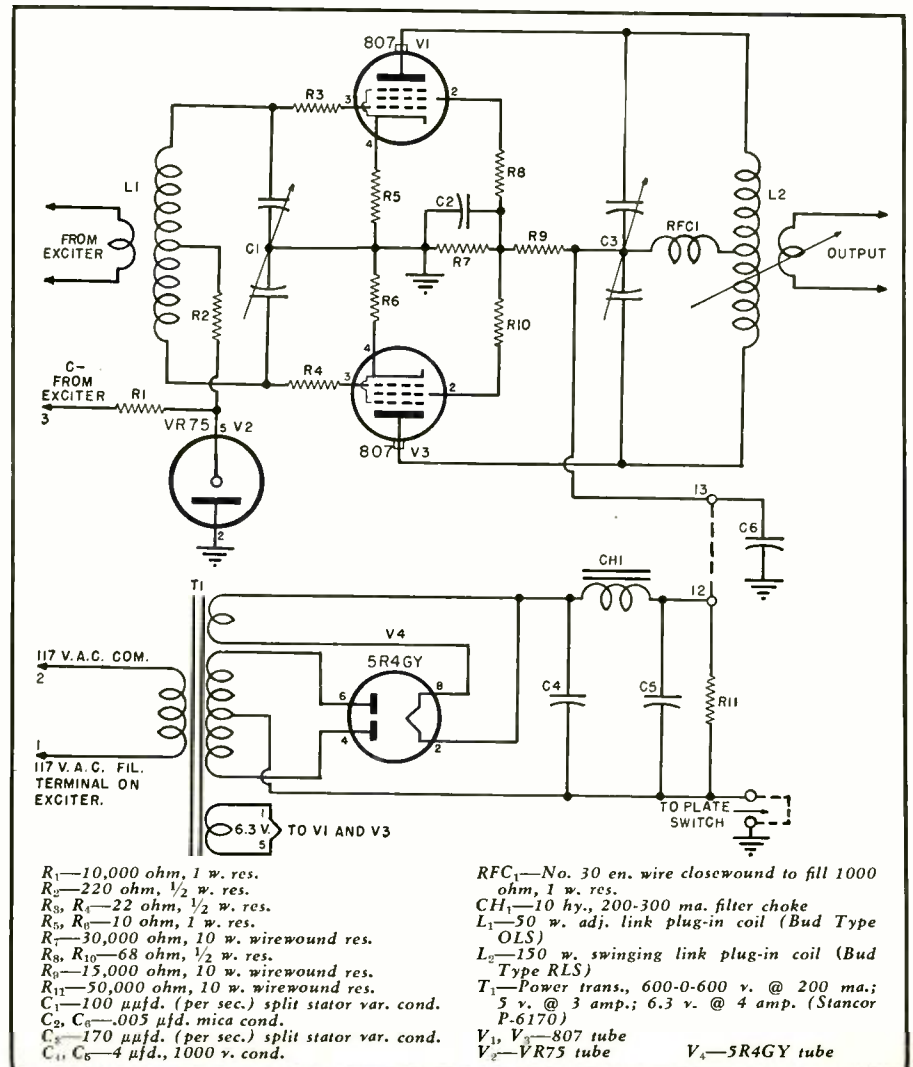 807 V1
R3
3
2
4
R8
L1
R5
C2
L2
FROM
EXCITER
C1
R9
C3
RFC1
OUTPUT
R7
R2
R6
R10
4
C-
FROM
EXCITER
3
R4
3
2
R1
VR75 5 V2
807 V3
2
13
C6
CH1
T1
12
V4
117 V. A.C. COM.
2
5R4GY
6
8
C4
C5
R11
4
2
1
117 V. A.C. FIL.
TERMINAL ON
EXCITER.
TO PLATE
SWITCH
1
6.3 V. TO V1 AND V3
5
R₁—10,000 ohm, 1 w. res.
R₂—220 ohm, ½ w. res.
R₃, R₄—22 ohm, ½ w. res.
R₅, R₆—10 ohm, 1 w. res.
R₇—30,000 ohm, 10 w. wirewound res.
R₈, R₁₀—68 ohm, ½ w. res.
R₉—15,000 ohm, 10 w. wirewound res.
R₁₁—50,000 ohm, 10 w. wirewound res.
C₁—100 μμfd. (per sec.) split stator var. cond.
C₂, C₆—.005 μfd. mica cond.
C₃—170 μμfd. (per sec.) split stator var. cond.
C₄, C₅—4 μfd., 1000 v. cond.
RFC₁—No. 30 en. wire closewound to fill 1000
ohm, 1 w. res.
CH₁—10 hy., 200-300 ma. filter choke
L₁—50 w. adj. link plug-in coil (Bud Type
OLS)
L₂—150 w. swinging link plug-in coil (Bud
Type RLS)
T₁—Power trans., 600-0-600 v. @ 200 ma.;
5 v. @ 3 amp.; 6.3 v. @ 4 amp. (Stancor
P-6170)
V₁, V₃—807 tube
V₂—VR75 tube V₄—5R4GY tube